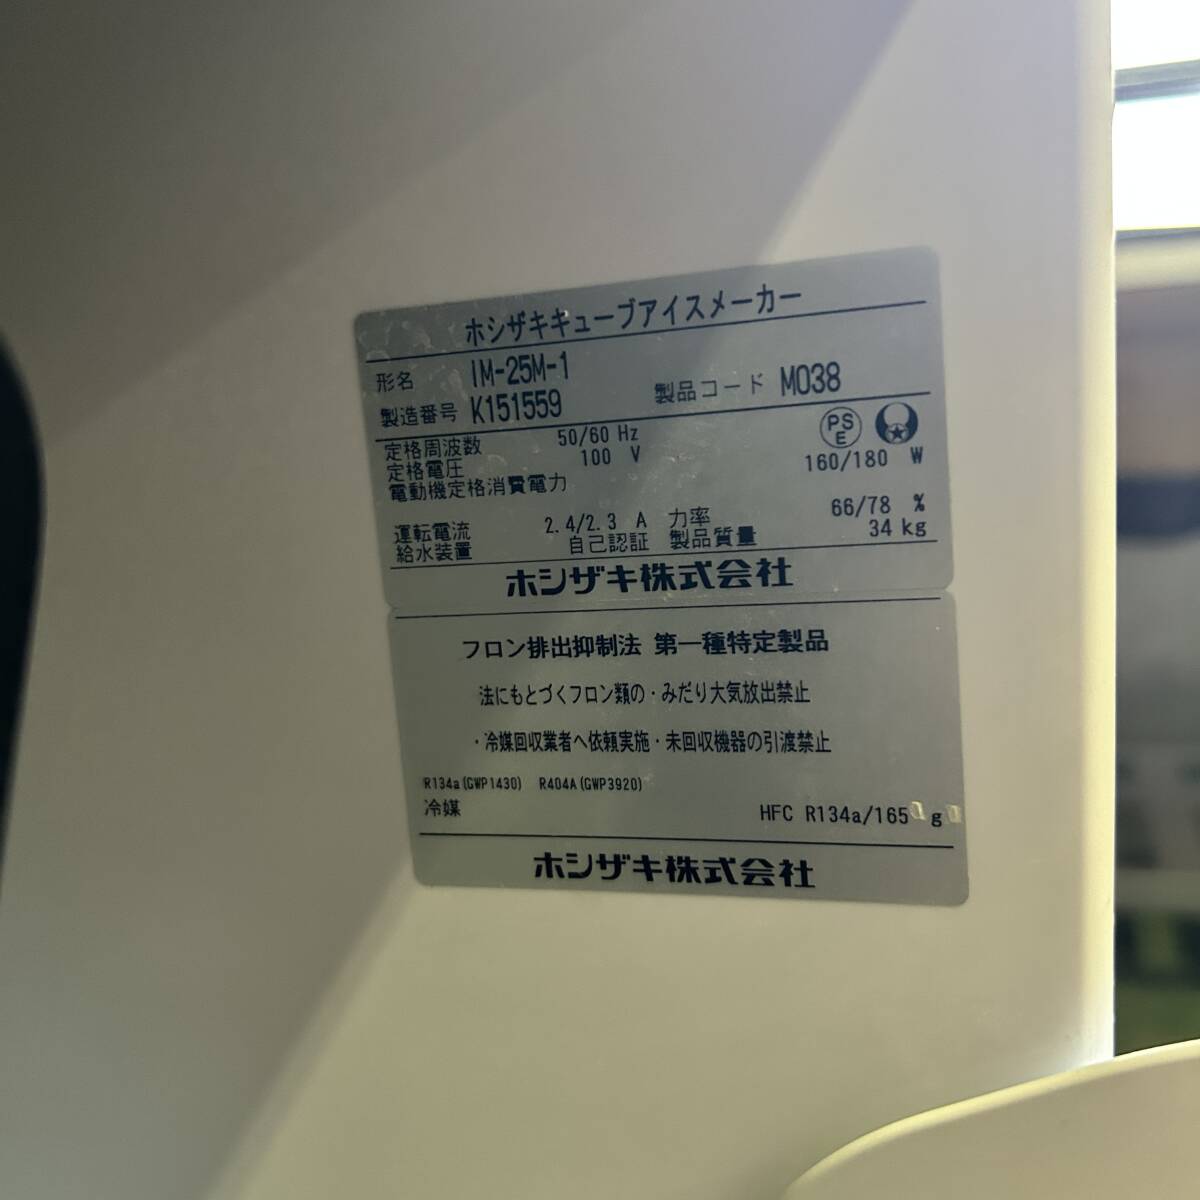 ホシザキキューブアイスメーカー
形名 IM-25M-1
製造番号 K151559 製品コード M038
定格周波数 50/60 Hz PSE
定格電圧 100 V
電動機定格消費電力 160/180 W
運転電流 2.4/2.3 A 力率 66/78 %
給水装置 自己認証 製品質量 34 kg
ホシザキ株式会社
フロン排出抑制法 第一種特定製品
法にもとづくフロン類の・みだり大気放出禁止
・冷媒回収業者へ依頼実施・未回収機器の引渡禁止
R134a(GWP1430) R404A(GWP3920)
冷媒 HFC R134a/165 g
ホシザキ株式会社